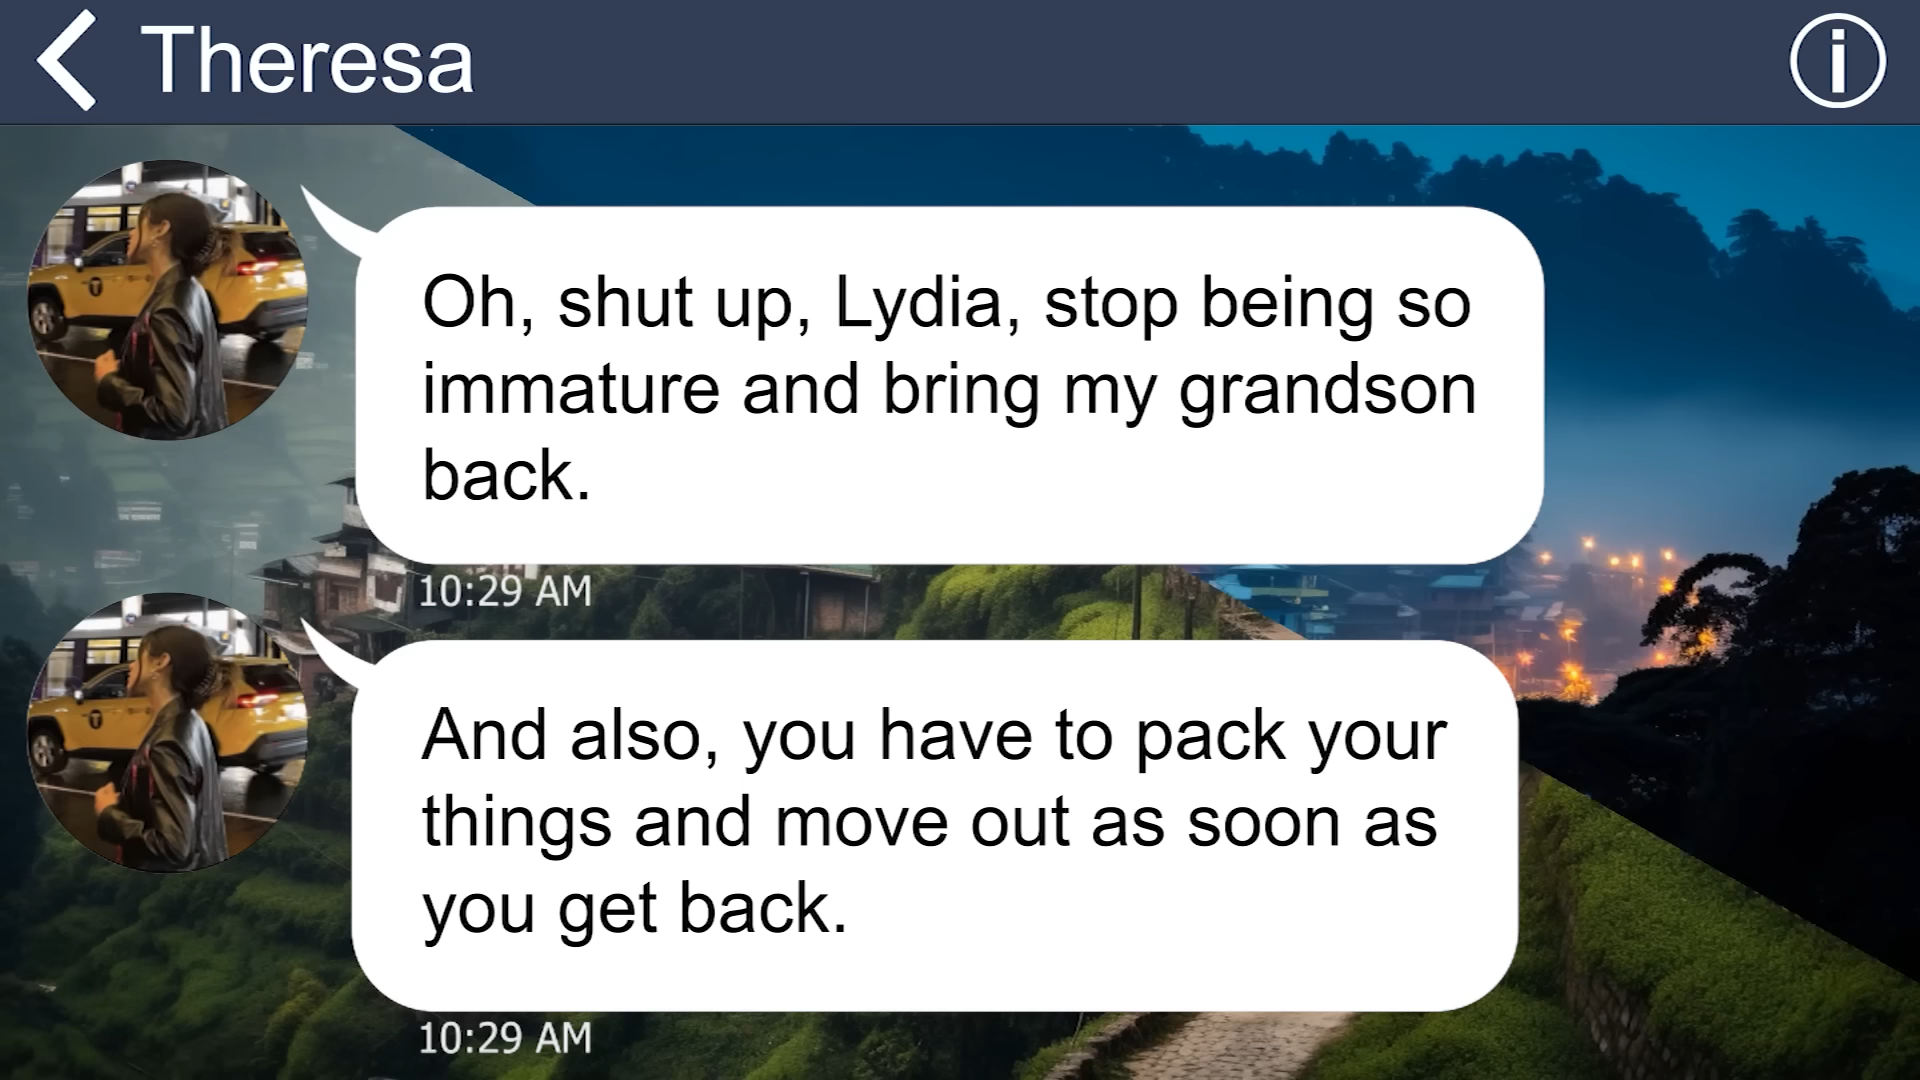 Theresa
Oh, shut up, Lydia, stop being so
immature and bring my grandson
back.
10:29 AM
And also, you have to pack your
things and move out as soon as
you get back.
10:29 AM